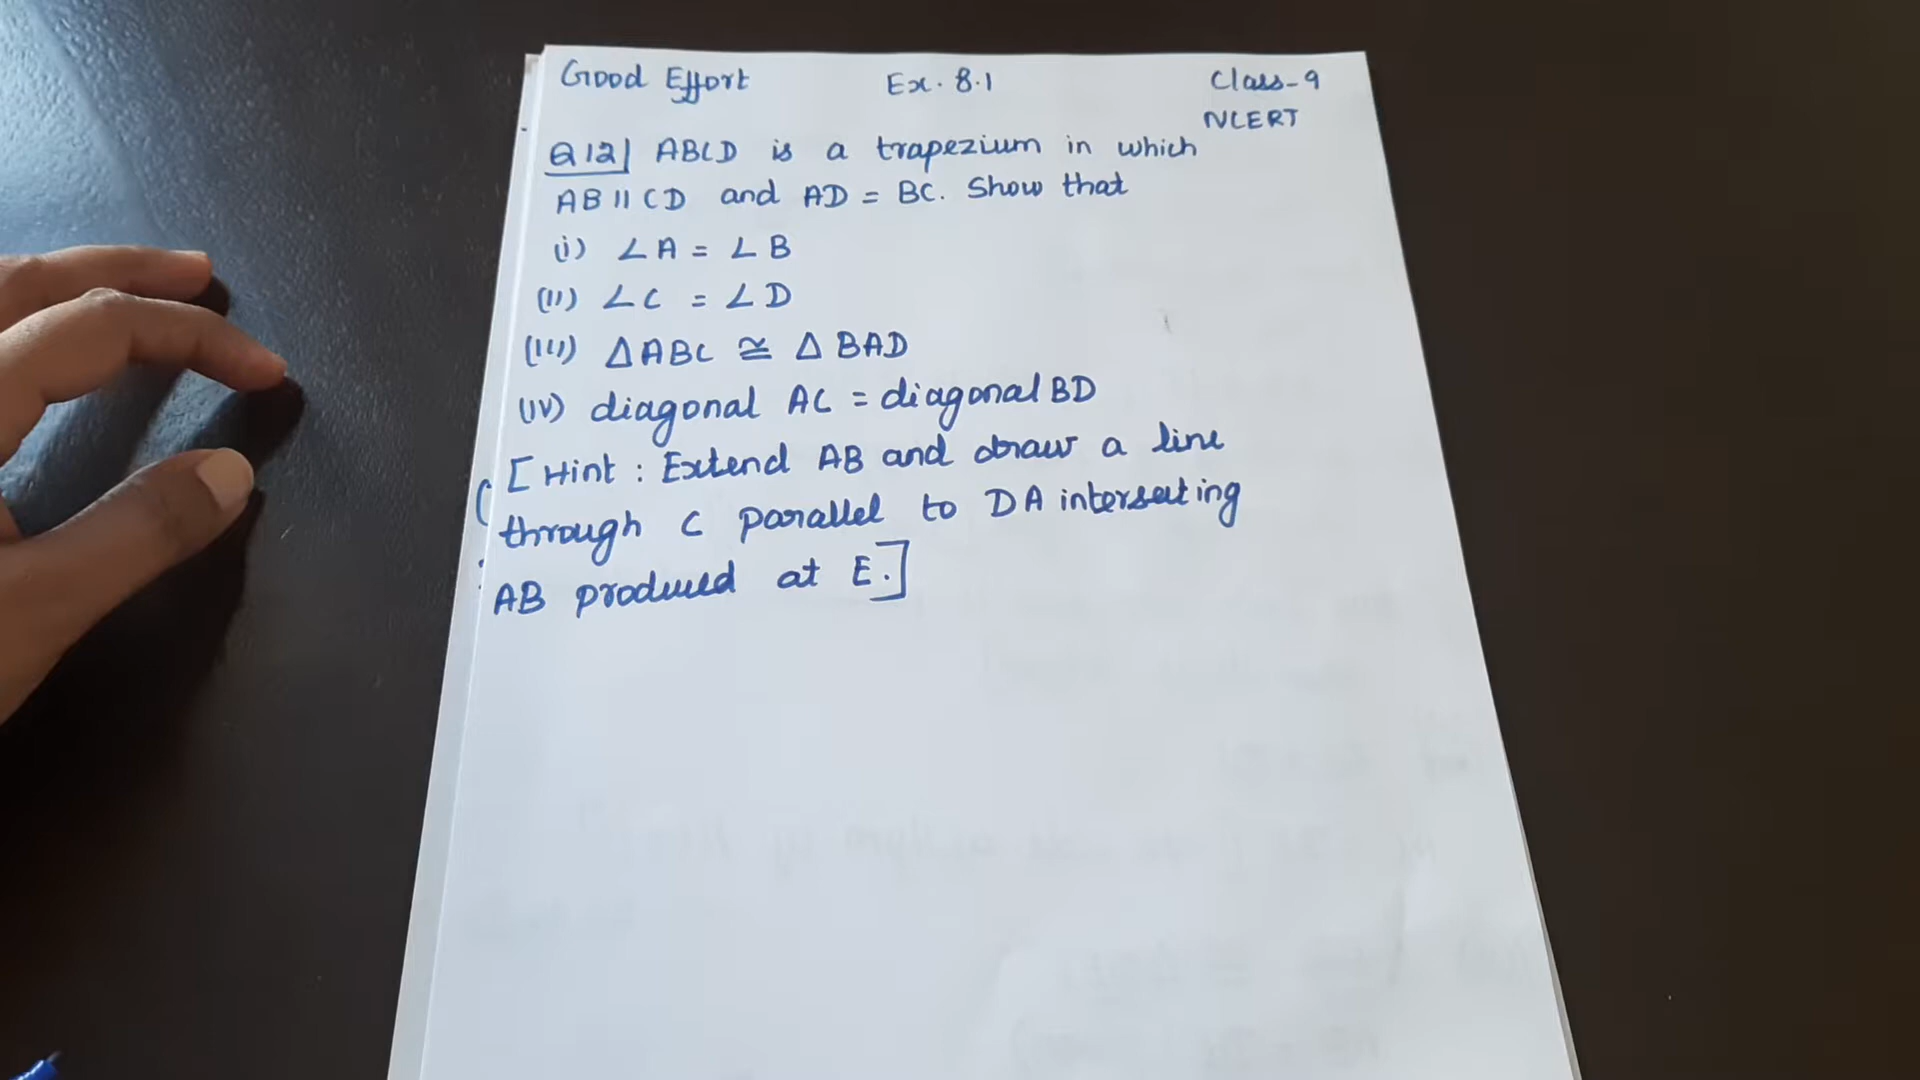 Good Effort Ex. 8.1 Class-9
NCERT
Q12] ABCD is a trapezium in which
AB || CD and AD = BC. Show that
(i) ∠A = ∠B
(ii) ∠C = ∠D
(iii) △ABC ≅ △BAD
(iv) diagonal AC = diagonal BD
[Hint : Extend AB and draw a line
through C parallel to DA intersecting
AB produced at E.]